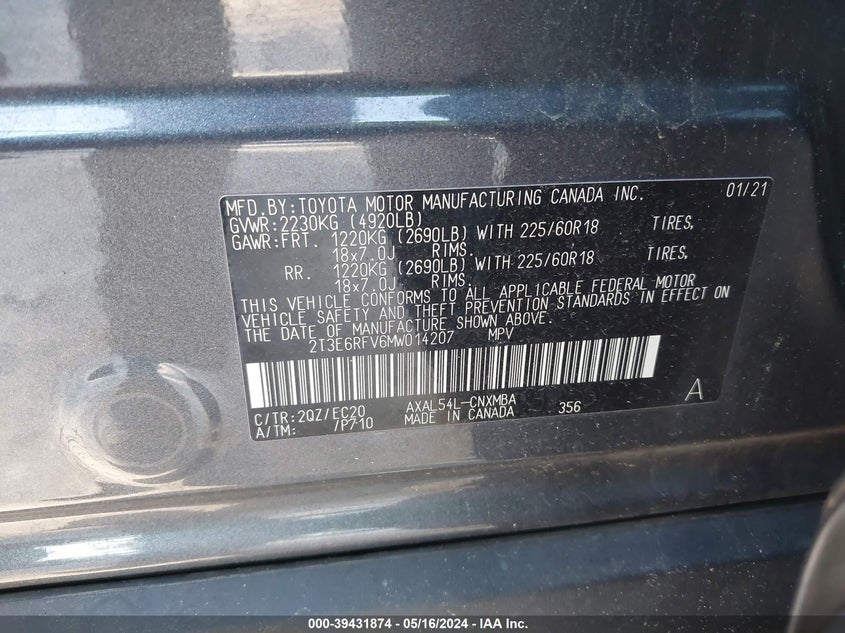 MFD. BY: TOYOTA MOTOR MANUFACTURING CANADA INC. 01/21
GVWR: 2230KG (4920LB)
GAWR: FRT. 1220KG (2690LB) WITH 225/60R18 TIRES,
18x7.0J RIMS.
RR. 1220KG (2690LB) WITH 225/60R18 TIRES,
18x7.0J RIMS.
THIS VEHICLE CONFORMS TO ALL APPLICABLE FEDERAL MOTOR
VEHICLE SAFETY AND THEFT PREVENTION STANDARDS IN EFFECT ON
THE DATE OF MANUFACTURE SHOWN ABOVE.
2T3E6RFV6MW014207 MPV
C/TR: 2QZ/EC20 AXAL54L-CNXMBA 356 A
A/TM: /P710 MADE IN CANADA
000-39431874 - 05/16/2024 - IAA Inc.